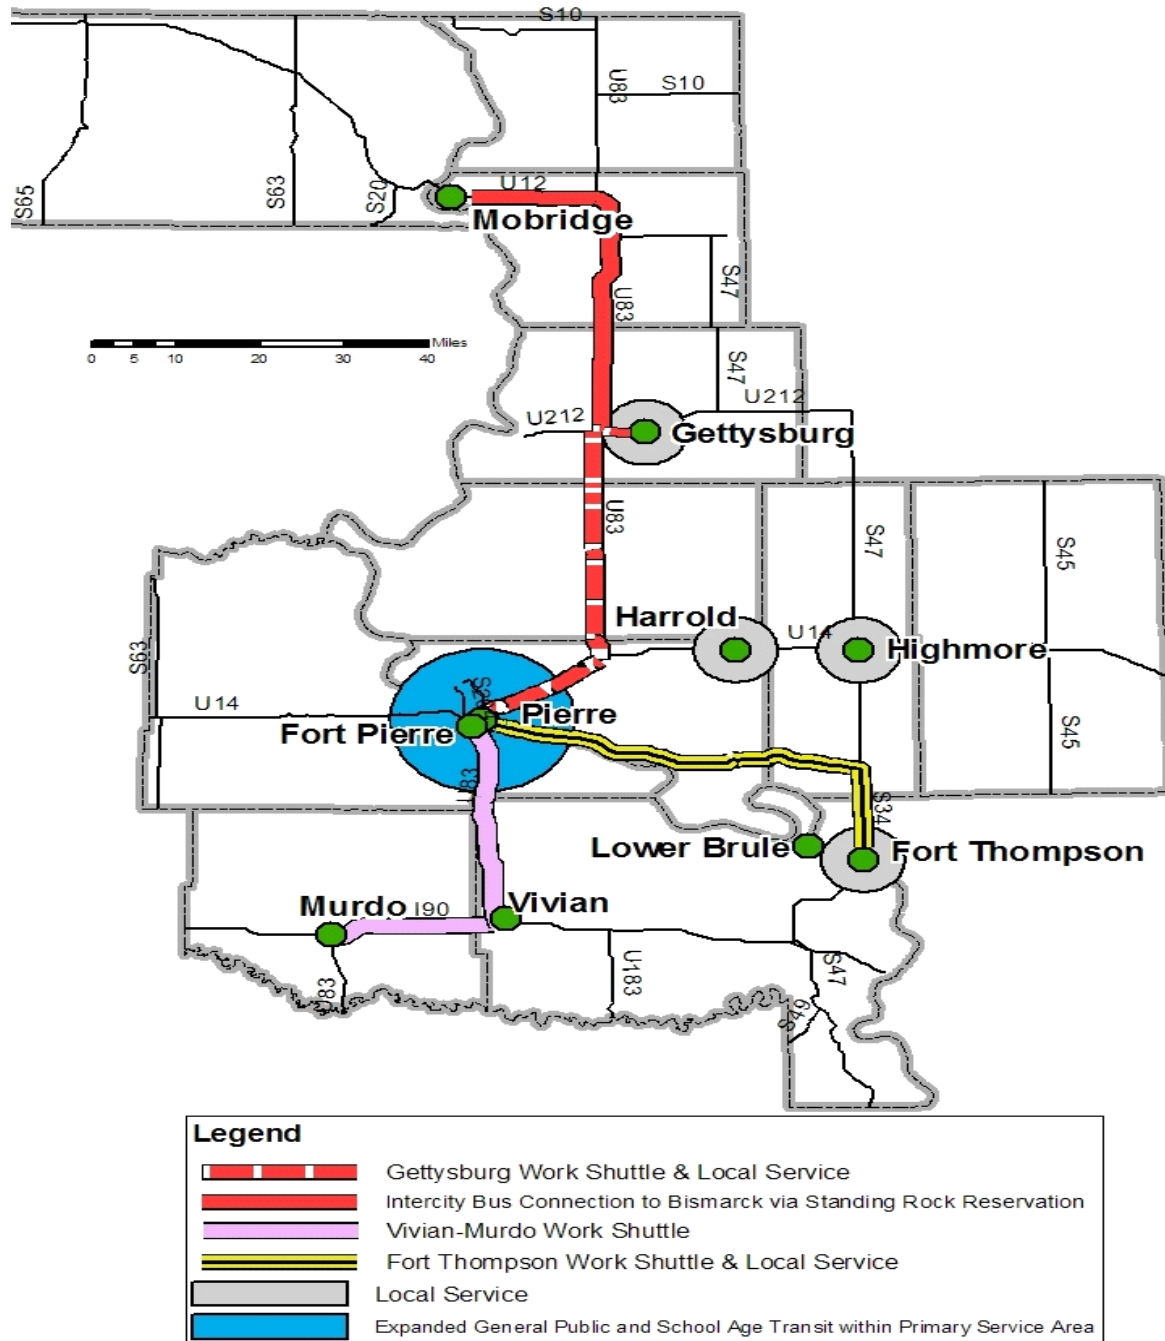 S10
U83
S10
S65
S63
S20
U12
Mobridge
S47
U83
Miles
0 5 10 20 30 40
S47
U212
U212
Gettysburg
U83
S47
S45
Harrold
U14
Highmore
S63
U14
Pierre
Fort Pierre
S45
U83
S34
Lower Brule
Fort Thompson
Murdo
I90
Vivian
U183
S47
S49
Legend
Gettysburg Work Shuttle & Local Service
Intercity Bus Connection to Bismarck via Standing Rock Reservation
Vivian-Murdo Work Shuttle
Fort Thompson Work Shuttle & Local Service
Local Service
Expanded General Public and School Age Transit within Primary Service Area